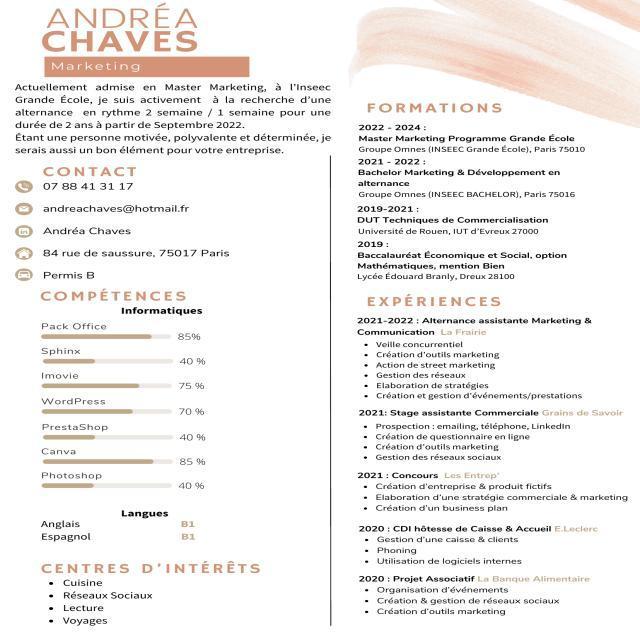 ANDRÉA
CHAVES
Marketing
Actuellement admise en Master Marketing, à l'Inseec
Grande École, je suis activement à la recherche d'une
alternance en rythme 2 semaine / 1 semaine pour une
durée de 2 ans à partir de Septembre 2022.
Étant une personne motivée, polyvalente et déterminée, je
serais aussi un bon élément pour votre entreprise.
CONTACT
07 88 41 31 17
andreachaves@hotmail.fr
Andréa Chaves
84 rue de saussure, 75017 Paris
Permis B
COMPÉTENCES
Informatiques
Pack Office
85%
Sphinx
40 %
Imovie
75 %
WordPress
70 %
PrestaShop
40 %
Canva
85 %
Photoshop
40 %
Langues
Anglais B1
Espagnol B1
CENTRES D'INTÉRÊTS
• Cuisine
• Réseaux Sociaux
• Lecture
• Voyages
FORMATIONS
2022 - 2024 :
Master Marketing Programme Grande École
Groupe Omnes (INSEEC Grande École), Paris 75010
2021 - 2022 :
Bachelor Marketing & Développement en
alternance
Groupe Omnes (INSEEC BACHELOR), Paris 75016
2019-2021 :
DUT Techniques de Commercialisation
Université de Rouen, IUT d'Evreux 27000
2019 :
Baccalauréat Économique et Social, option
Mathématiques, mention Bien
Lycée Édouard Branly, Dreux 28100
EXPÉRIENCES
2021-2022 : Alternance assistante Marketing &
Communication La Frairie
• Veille concurrentiel
• Création d'outils marketing
• Action de street marketing
• Gestion des réseaux
• Elaboration de stratégies
• Création et gestion d'événements/prestations
2021: Stage assistante Commerciale Grains de Savoir
• Prospection : emailing, téléphone, LinkedIn
• Création de questionnaire en ligne
• Création d'outils marketing
• Gestion des réseaux sociaux
2021 : Concours Les Entrep'
• Création d'entreprise & produit fictifs
• Elaboration d'une stratégie commerciale & marketing
• Création d'un business plan
2020 : CDI hôtesse de Caisse & Accueil E.Leclerc
• Gestion d'une caisse & clients
• Phoning
• Utilisation de logiciels internes
2020 : Projet Associatif La Banque Alimentaire
• Organisation d'événements
• Création & gestion de réseaux sociaux
• Création d'outils marketing